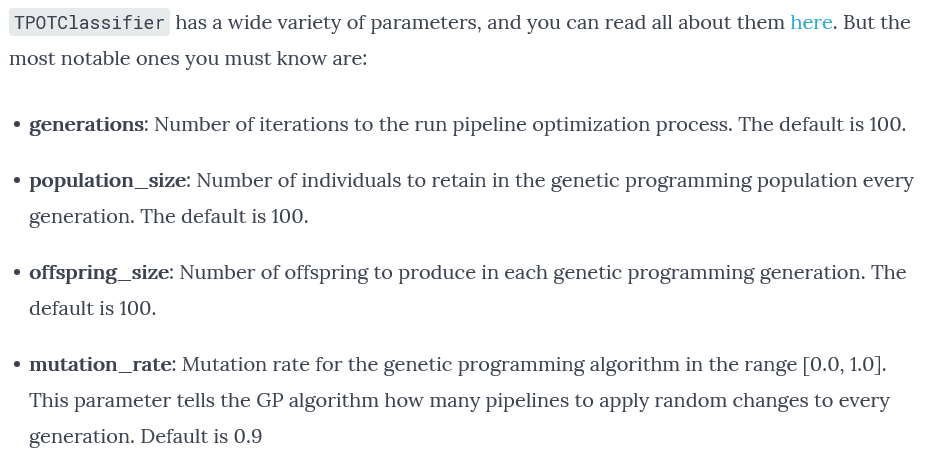 TPOTClassifier has a wide variety of parameters, and you can read all about them here. But the
most notable ones you must know are:
• generations: Number of iterations to the run pipeline optimization process. The default is 100.
• population_size: Number of individuals to retain in the genetic programming population every
generation. The default is 100.
• offspring_size: Number of offspring to produce in each genetic programming generation. The
default is 100.
• mutation_rate: Mutation rate for the genetic programming algorithm in the range [0.0, 1.0].
This parameter tells the GP algorithm how many pipelines to apply random changes to every
generation. Default is 0.9